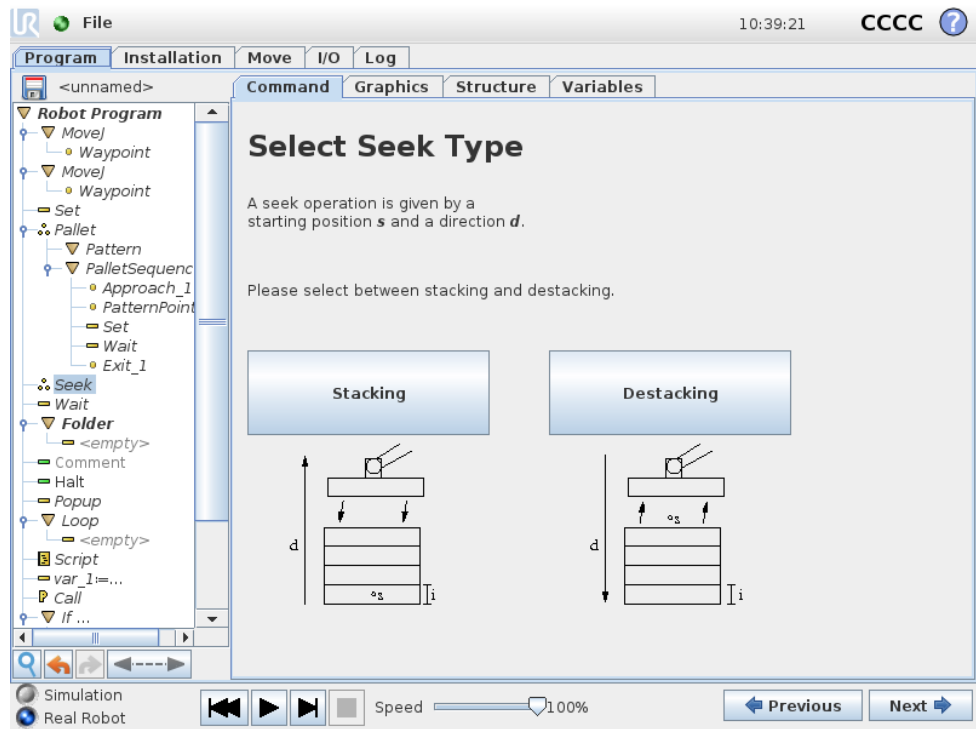 UR File 10:39:21 CCCC ?
Program Installation Move I/O Log
<unnamed>
Command Graphics Structure Variables
Robot Program
MoveJ
Waypoint
MoveJ
Waypoint
Set
Pallet
Pattern
PalletSequenc
Approach_1
PatternPoint
Set
Wait
Exit_1
Seek
Wait
Folder
<empty>
Comment
Halt
Popup
Loop
<empty>
Script
var_1:=...
P Call
If ...
Select Seek Type
A seek operation is given by a
starting position s and a direction d.
Please select between stacking and destacking.
Stacking Destacking
d s i
d s i
Simulation
Real Robot
Speed 100%
Previous Next